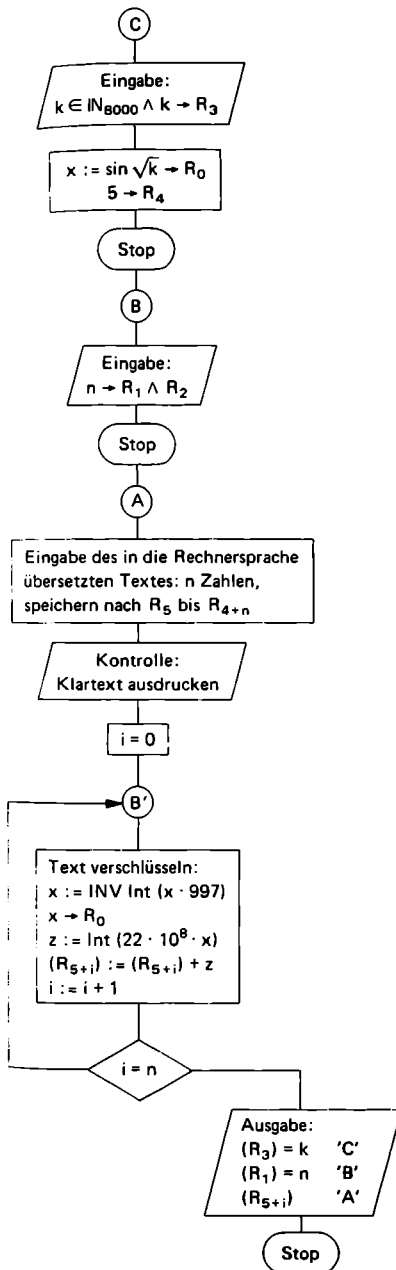 C
Eingabe:
k ∈ IN₈₀₀₀ ∧ k → R₃
x := sin √k → R₀
5 → R₄
Stop
B
Eingabe:
n → R₁ ∧ R₂
Stop
A
Eingabe des in die Rechnersprache
übersetzten Textes: n Zahlen,
speichern nach R₅ bis R₄₊ₙ
Kontrolle:
Klartext ausdrucken
i = 0
B'
Text verschlüsseln:
x := INV Int (x · 997)
x → R₀
z := Int (22 · 10⁸ · x)
(R₅₊ᵢ) := (R₅₊ᵢ) + z
i := i + 1
i = n
Ausgabe:
(R₃) = k 'C'
(R₁) = n 'B'
(R₅₊ᵢ) 'A'
Stop